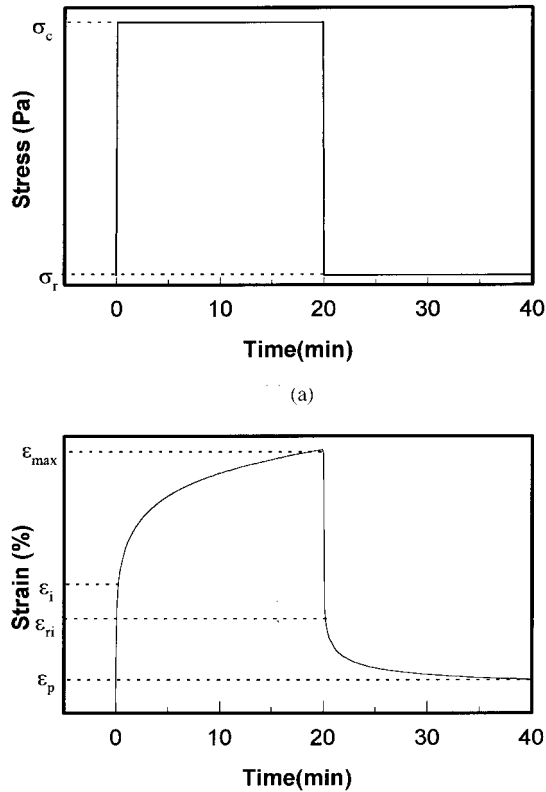 σc
Stress (Pa)
σr
0 10 20 30 40
Time(min)
(a)
εmax
Strain (%)
εi
εri
εp
0 10 20 30 40
Time(min)